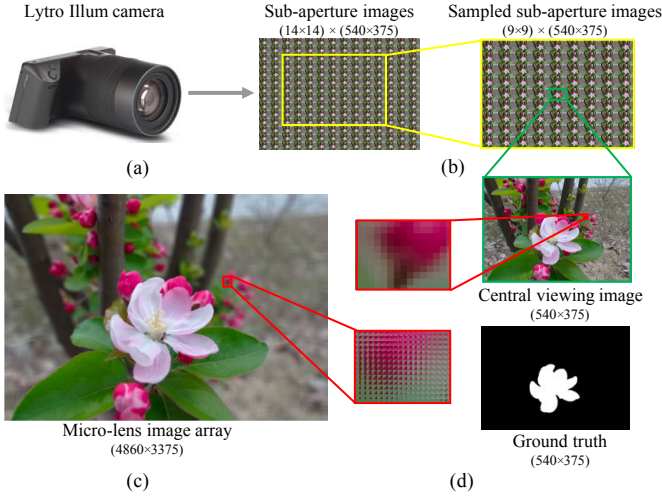 Lytro Illum camera
Sub-aperture images
(14×14) × (540×375)
Sampled sub-aperture images
(9×9) × (540×375)
(a)
(b)
Central viewing image
(540×375)
Micro-lens image array
(4860×3375)
Ground truth
(540×375)
(c)
(d)